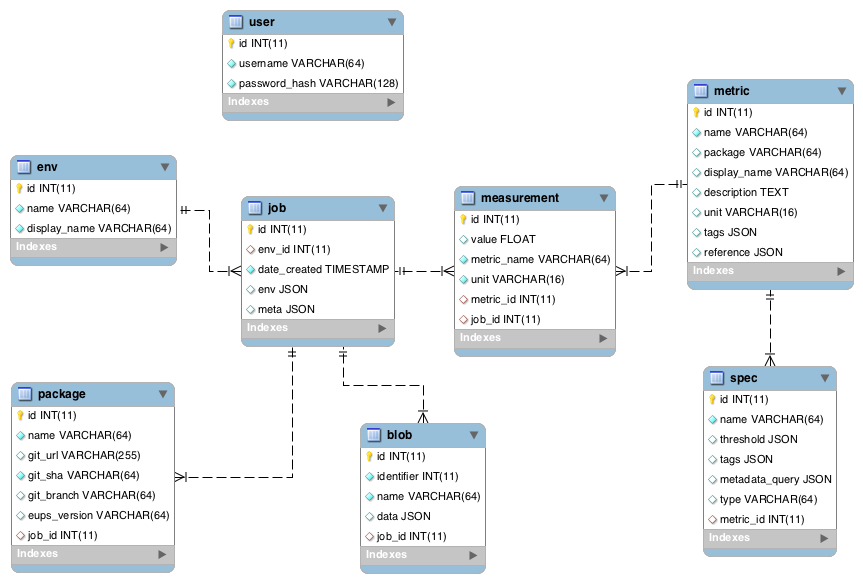 user
id INT(11)
username VARCHAR(64)
password_hash VARCHAR(128)
Indexes
metric
id INT(11)
name VARCHAR(64)
package VARCHAR(64)
display_name VARCHAR(64)
description TEXT
unit VARCHAR(16)
tags JSON
reference JSON
Indexes
env
id INT(11)
name VARCHAR(64)
display_name VARCHAR(64)
Indexes
job
id INT(11)
env_id INT(11)
date_created TIMESTAMP
env JSON
meta JSON
Indexes
measurement
id INT(11)
value FLOAT
metric_name VARCHAR(64)
unit VARCHAR(16)
metric_id INT(11)
job_id INT(11)
Indexes
package
id INT(11)
name VARCHAR(64)
git_url VARCHAR(255)
git_sha VARCHAR(64)
git_branch VARCHAR(64)
eups_version VARCHAR(64)
job_id INT(11)
Indexes
blob
id INT(11)
identifier INT(11)
name VARCHAR(64)
data JSON
job_id INT(11)
Indexes
spec
id INT(11)
name VARCHAR(64)
threshold JSON
tags JSON
metadata_query JSON
type VARCHAR(64)
metric_id INT(11)
Indexes